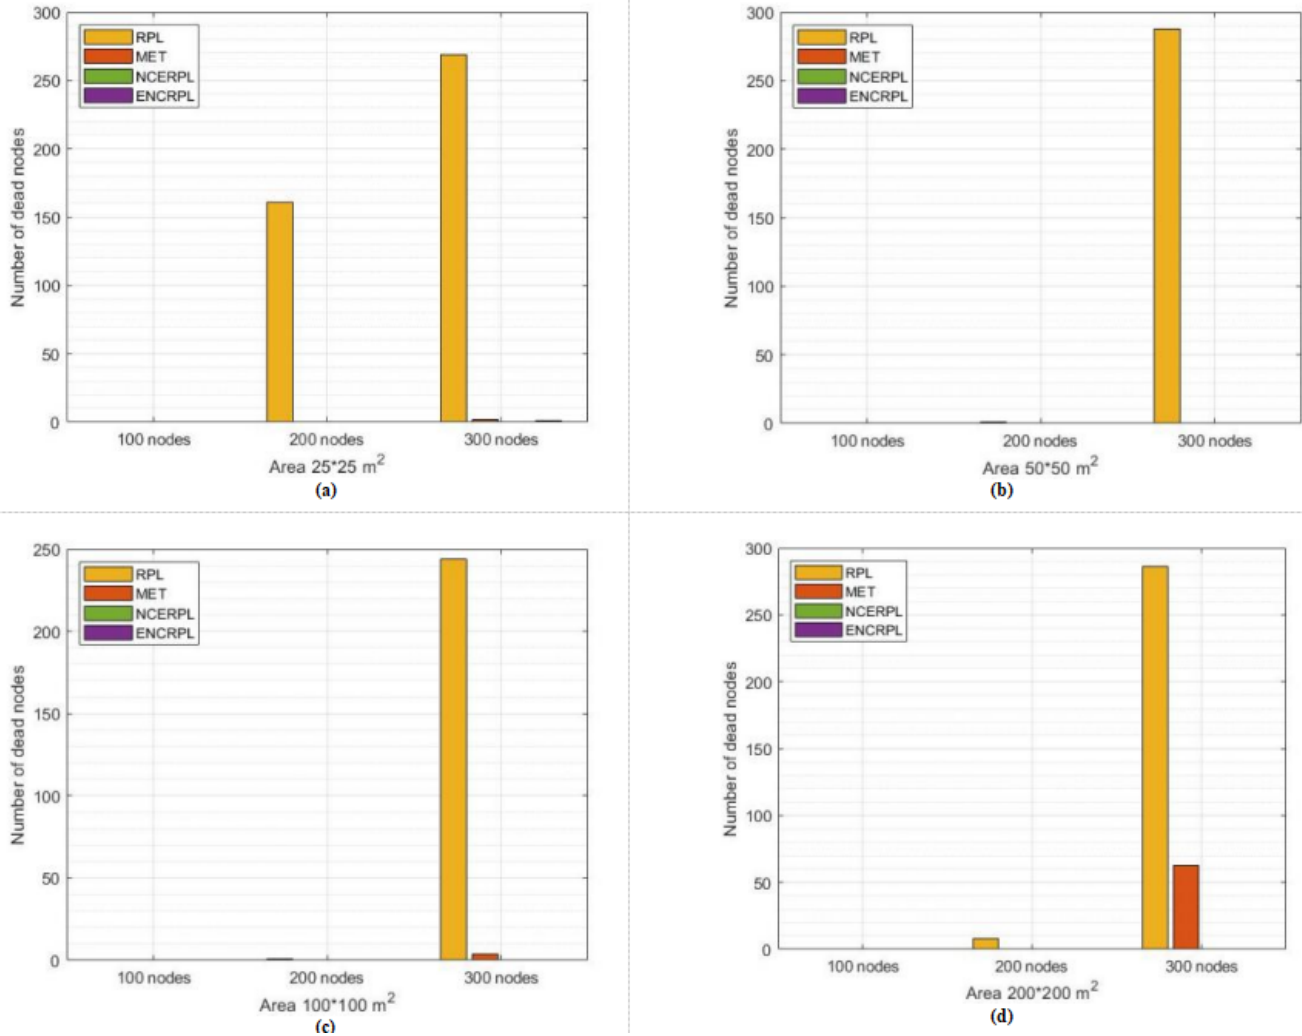 300
250
200
150
100
50
0
Number of dead nodes
RPL
MET
NCERPL
ENCRPL
100 nodes 200 nodes 300 nodes
Area 25*25 m²
(a)
300
250
200
150
100
50
0
Number of dead nodes
RPL
MET
NCERPL
ENCRPL
100 nodes 200 nodes 300 nodes
Area 50*50 m²
(b)
250
200
150
100
50
0
Number of dead nodes
RPL
MET
NCERPL
ENCRPL
100 nodes 200 nodes 300 nodes
Area 100*100 m²
(c)
300
250
200
150
100
50
0
Number of dead nodes
RPL
MET
NCERPL
ENCRPL
100 nodes 200 nodes 300 nodes
Area 200*200 m²
(d)